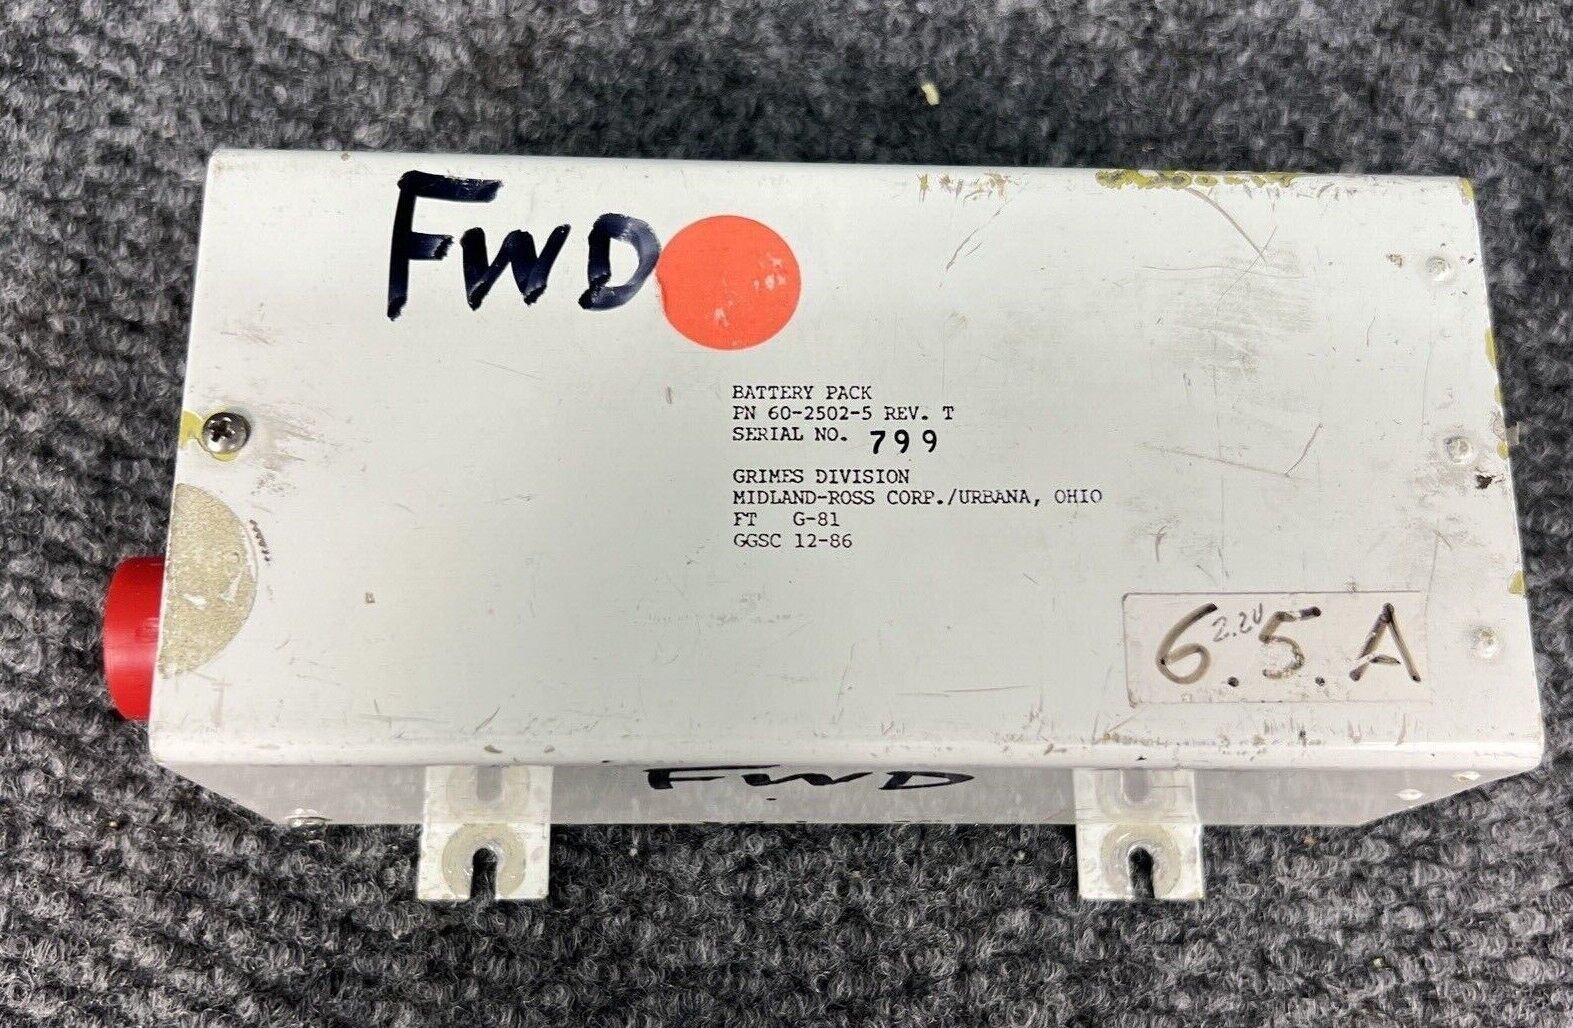 FWD
BATTERY PACK
PN 60-2502-5 REV. T
SERIAL NO. 799
GRIMES DIVISION
MIDLAND-ROSS CORP./URBANA, OHIO
FT G-81
GGSC 12-86
6.5.A
FWD